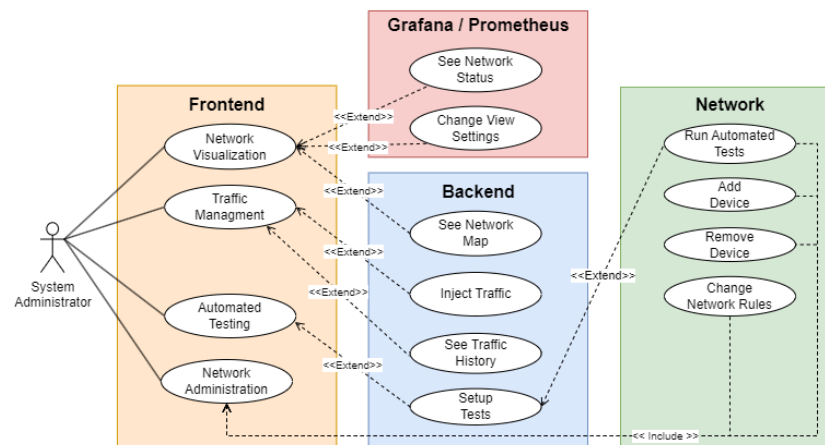 Grafana / Prometheus
See Network
Status
Change View
Settings
Frontend
Network
Visualization
Traffic
Managment
Automated
Testing
Network
Administration
System
Administrator
Backend
See Network
Map
Inject Traffic
See Traffic
History
Setup
Tests
Network
Run Automated
Tests
Add
Device
Remove
Device
Change
Network Rules
<<Extend>>
<<Extend>>
<<Extend>>
<<Extend>>
<<Extend>>
<<Extend>>
<<Extend>>
<< Include >>